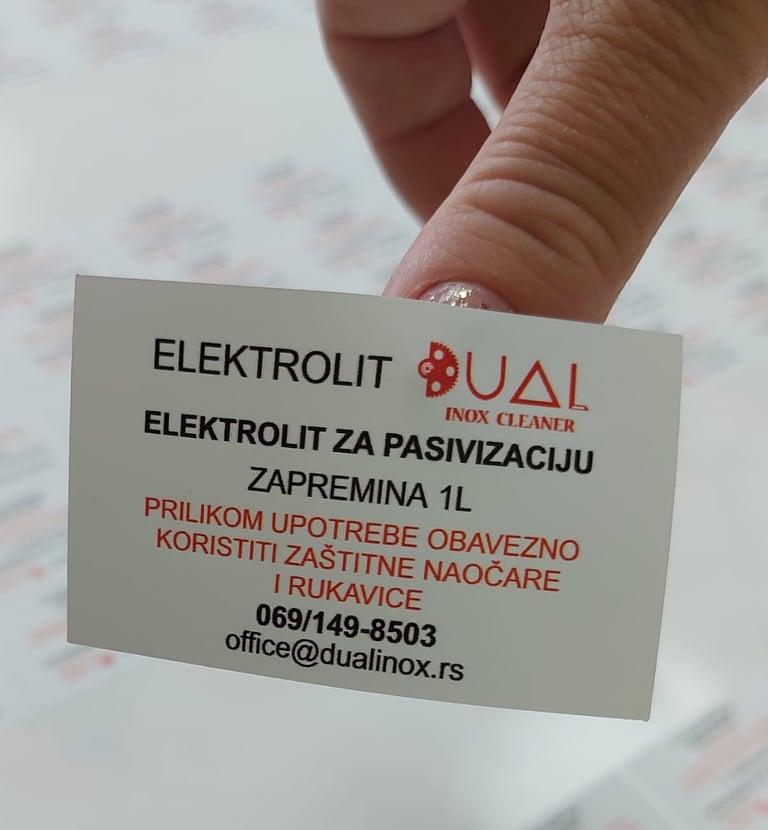 ELEKTROLIT DUAL
INOX CLEANER
ELEKTROLIT ZA PASIVIZACIJU
ZAPREMINA 1L
PRILIKOM UPOTREBE OBAVEZNO
KORISTITI ZAŠTITNE NAOČARE
I RUKAVICE
069/149-8503
office@dualinox.rs